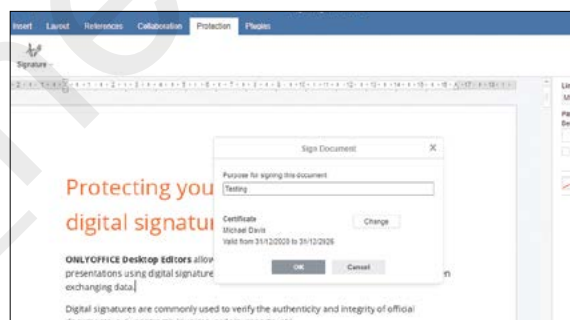 Insert Layout References Collaboration Protection Plugins
Signature
Sign Document X
Purpose for signing this document
Testing
Certificate
Change
Michael Davis
Valid from 31/12/2020 to 31/12/2026
OK Cancel
Protecting you
digital signatur
ONLYOFFICE Desktop Editors allow
presentations using digital signature
en
exchanging data.
Digital signatures are commonly used to verify the authenticity and integrity of official